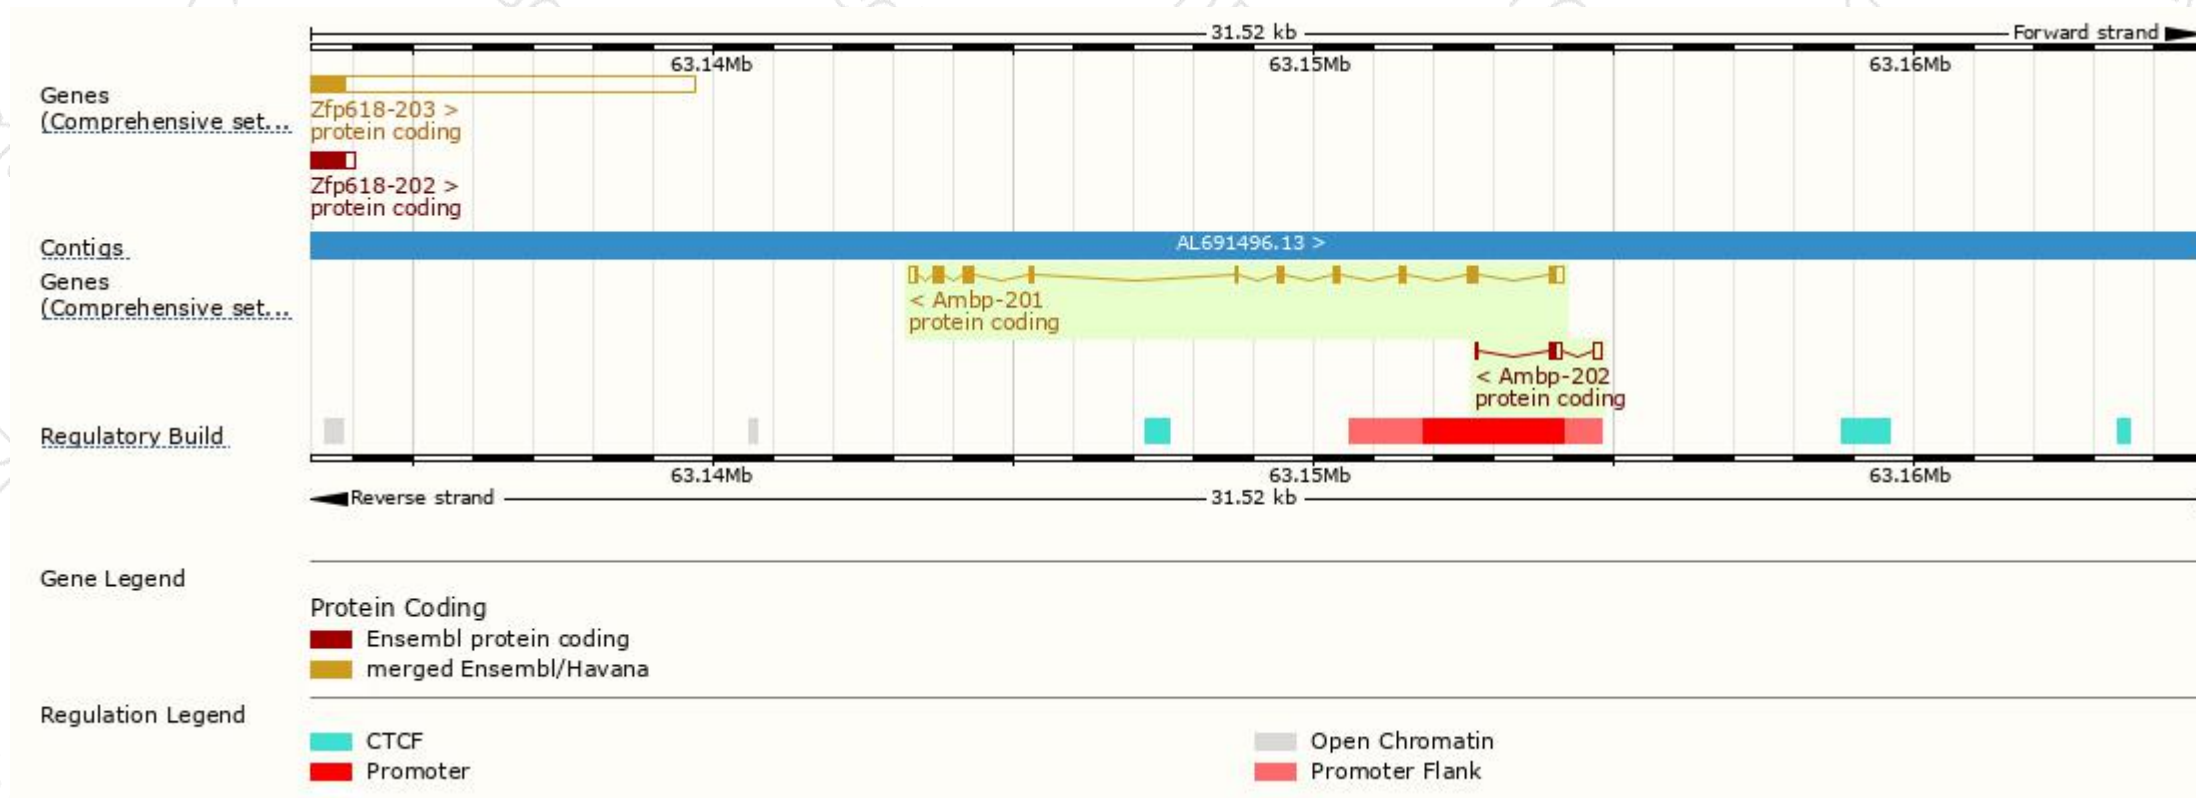 31.52 kb
Forward strand
63.14Mb
63.15Mb
63.16Mb
Genes
(Comprehensive set...
Zfp618-203 >
protein coding
Zfp618-202 >
protein coding
Contigs
AL691496.13 >
Genes
(Comprehensive set...
< Ambp-201
protein coding
< Ambp-202
protein coding
Regulatory Build
63.14Mb
63.15Mb
63.16Mb
Reverse strand
31.52 kb
Gene Legend
Protein Coding
Ensembl protein coding
merged Ensembl/Havana
Regulation Legend
CTCF
Open Chromatin
Promoter
Promoter Flank